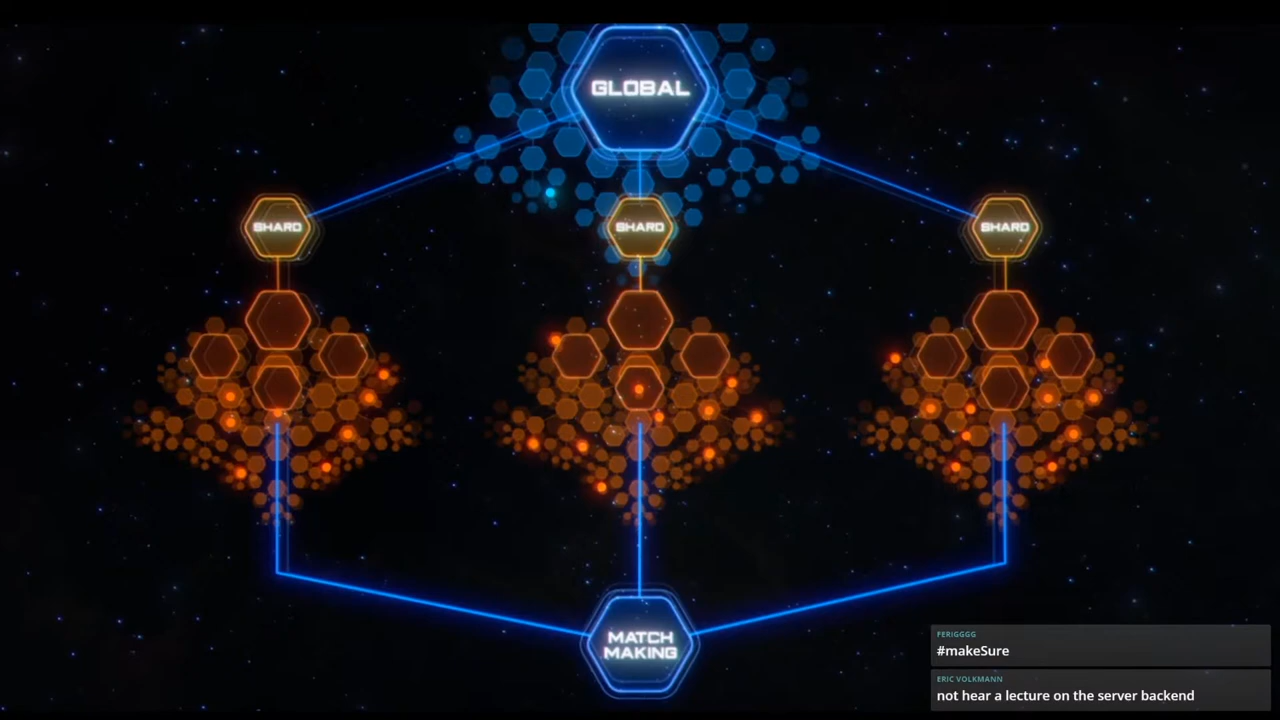 GLOBAL
SHARD
SHARD
SHARD
MATCH
MAKING
FERIGGGG
#makeSure
ERIC VOLKMANN
not hear a lecture on the server backend